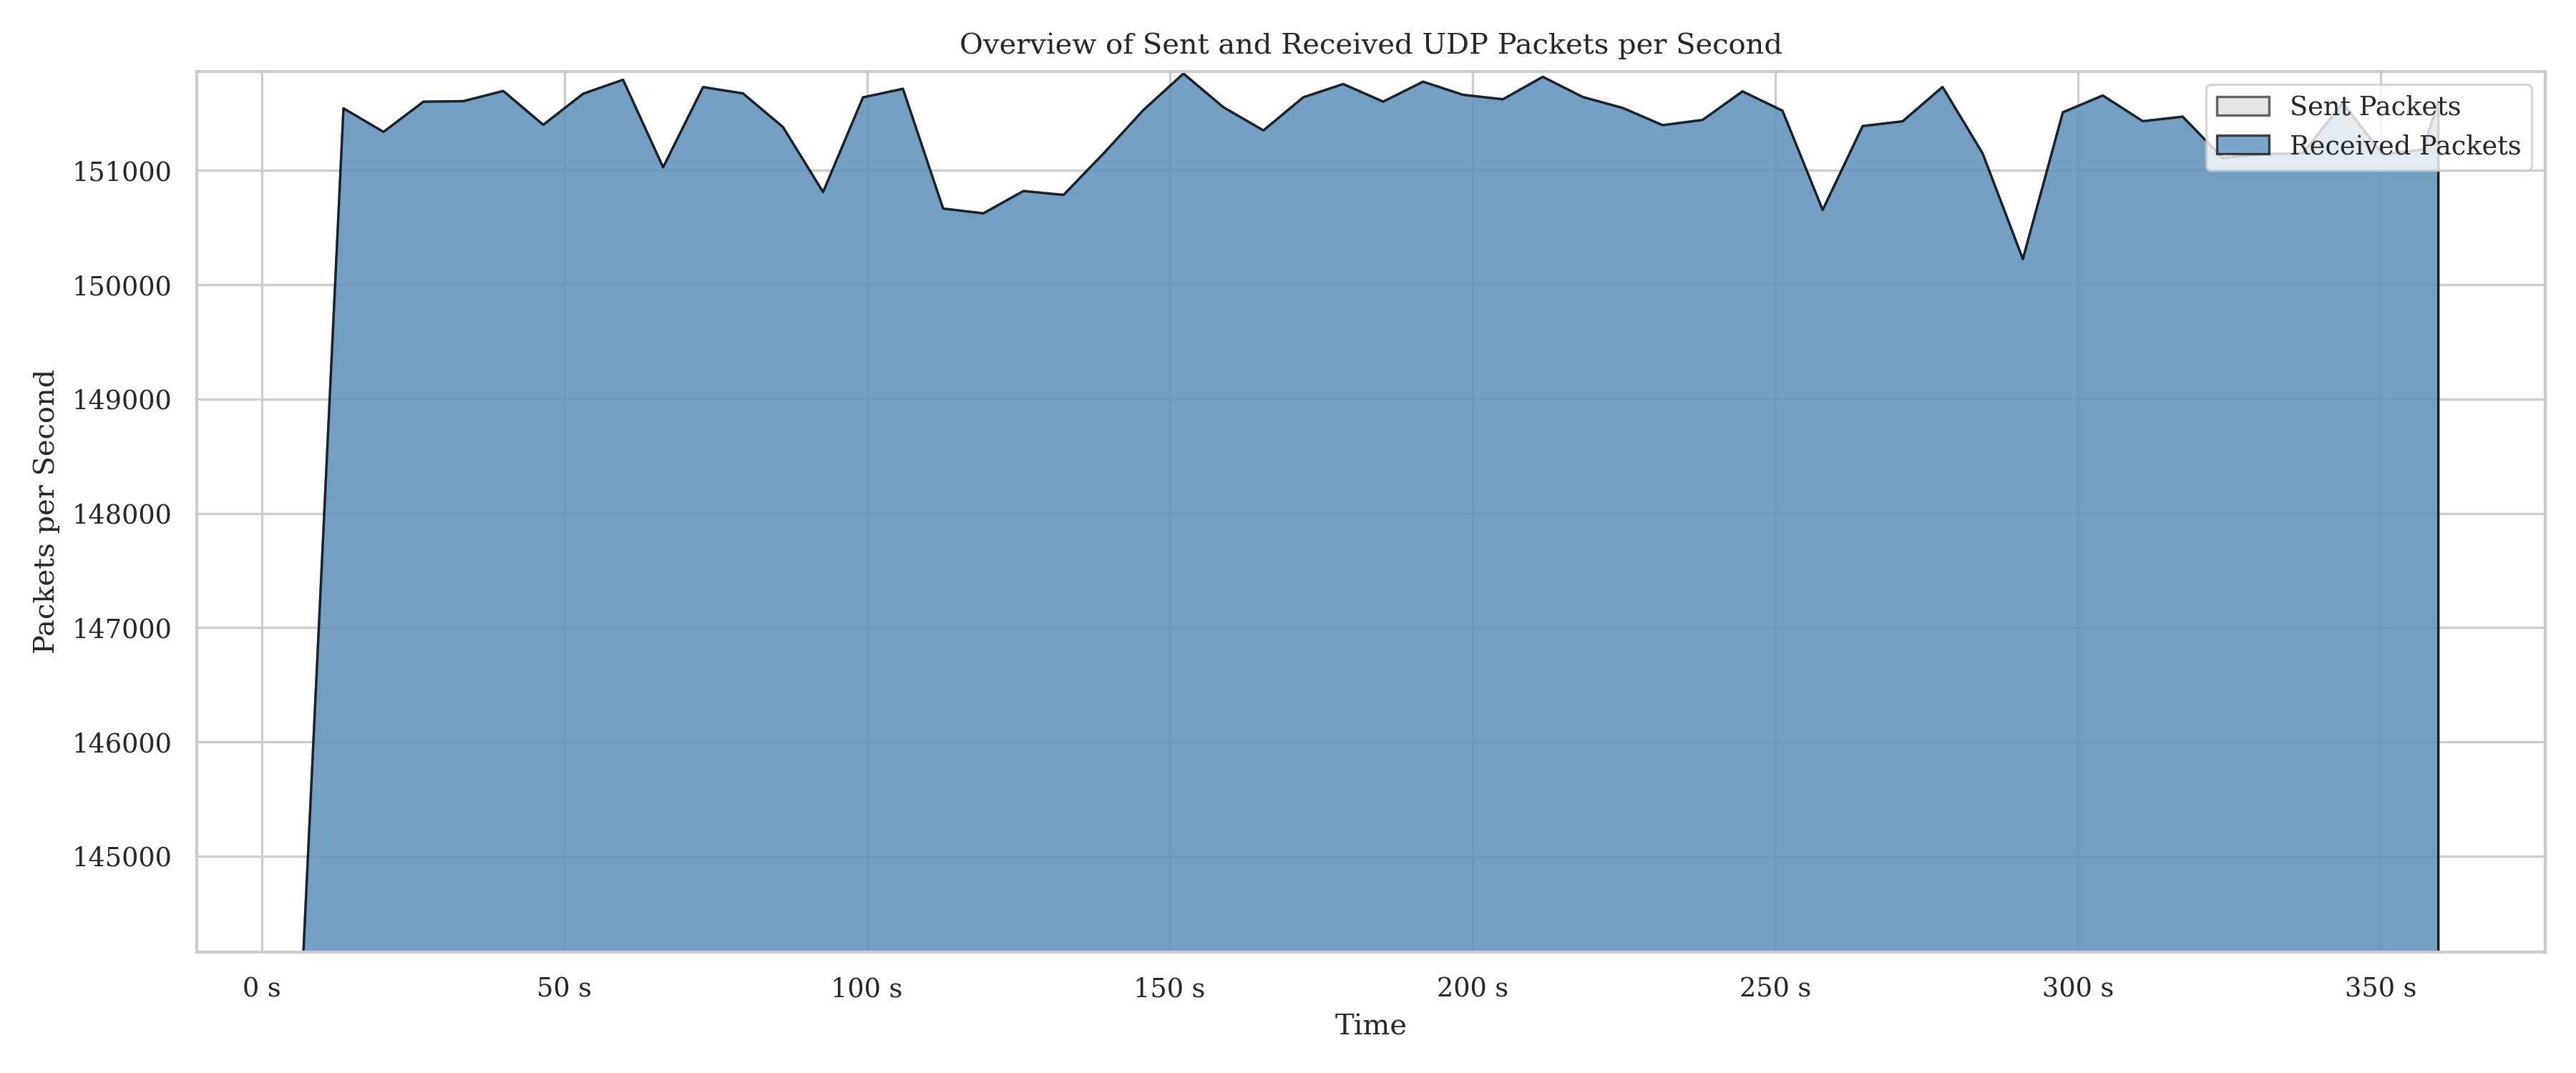 Overview of Sent and Received UDP Packets per Second
Sent Packets
Received Packets
Packets per Second
151000
150000
149000
148000
147000
146000
145000
0 s
50 s
100 s
150 s
200 s
250 s
300 s
350 s
Time